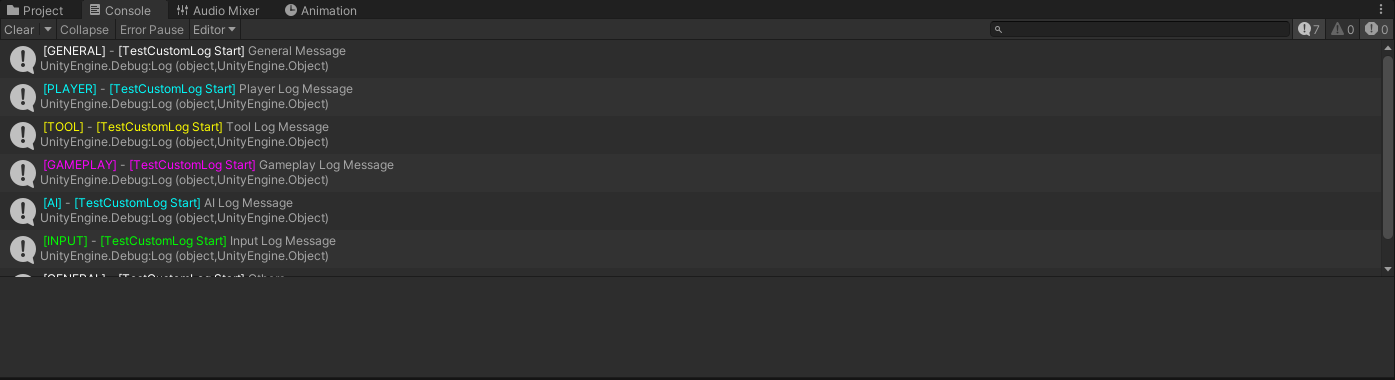 Project Console Audio Mixer Animation
Clear Collapse Error Pause Editor 7 0 0
[GENERAL] - [TestCustomLog Start] General Message
UnityEngine.Debug:Log (object,UnityEngine.Object)
[PLAYER] - [TestCustomLog Start] Player Log Message
UnityEngine.Debug:Log (object,UnityEngine.Object)
[TOOL] - [TestCustomLog Start] Tool Log Message
UnityEngine.Debug:Log (object,UnityEngine.Object)
[GAMEPLAY] - [TestCustomLog Start] Gameplay Log Message
UnityEngine.Debug:Log (object,UnityEngine.Object)
[AI] - [TestCustomLog Start] AI Log Message
UnityEngine.Debug:Log (object,UnityEngine.Object)
[INPUT] - [TestCustomLog Start] Input Log Message
UnityEngine.Debug:Log (object,UnityEngine.Object)
[GENERAL] - [TestCustomLog Start]